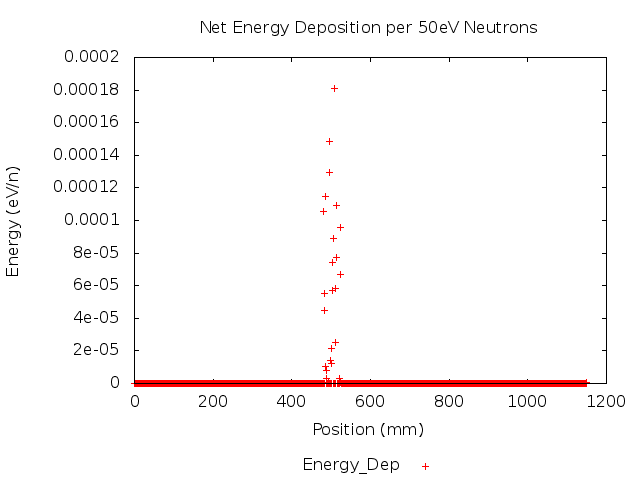 Net Energy Deposition per 50eV Neutrons
0.0002
0.00018
0.00016
0.00014
0.00012
0.0001
8e-05
6e-05
4e-05
2e-05
0
Energy (eV/n)
0 200 400 600 800 1000 1200
Position (mm)
Energy_Dep